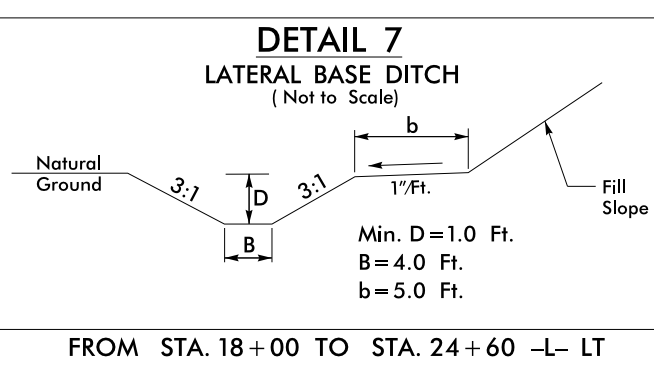 DETAIL 7
LATERAL BASE DITCH
( Not to Scale)
b
Natural
Ground
3:1
D
3:1
1"/Ft.
Fill
Slope
B
Min. D=1.0 Ft.
B=4.0 Ft.
b=5.0 Ft.
FROM STA. 18+00 TO STA. 24+60 -L- LT